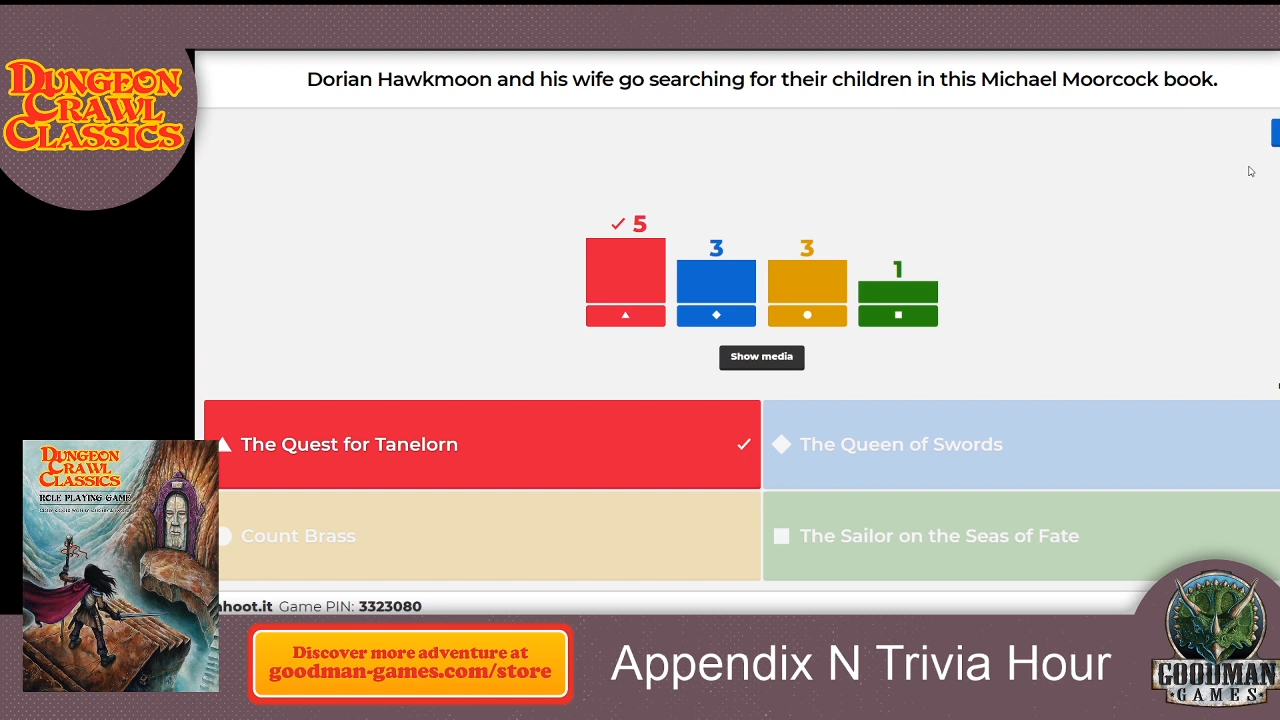 DUNGEON
CRAWL
CLASSICS
Dorian Hawkmoon and his wife go searching for their children in this Michael Moorcock book.
5
3
3
1
Show media
The Quest for Tanelorn
The Queen of Swords
Count Brass
The Sailor on the Seas of Fate
DUNGEON
CRAWL
CLASSICS
ROLE PLAYING GAME
ahoot.it Game PIN: 3323080
Discover more adventure at
goodman-games.com/store
Appendix N Trivia Hour
GOODMAN
GAMES